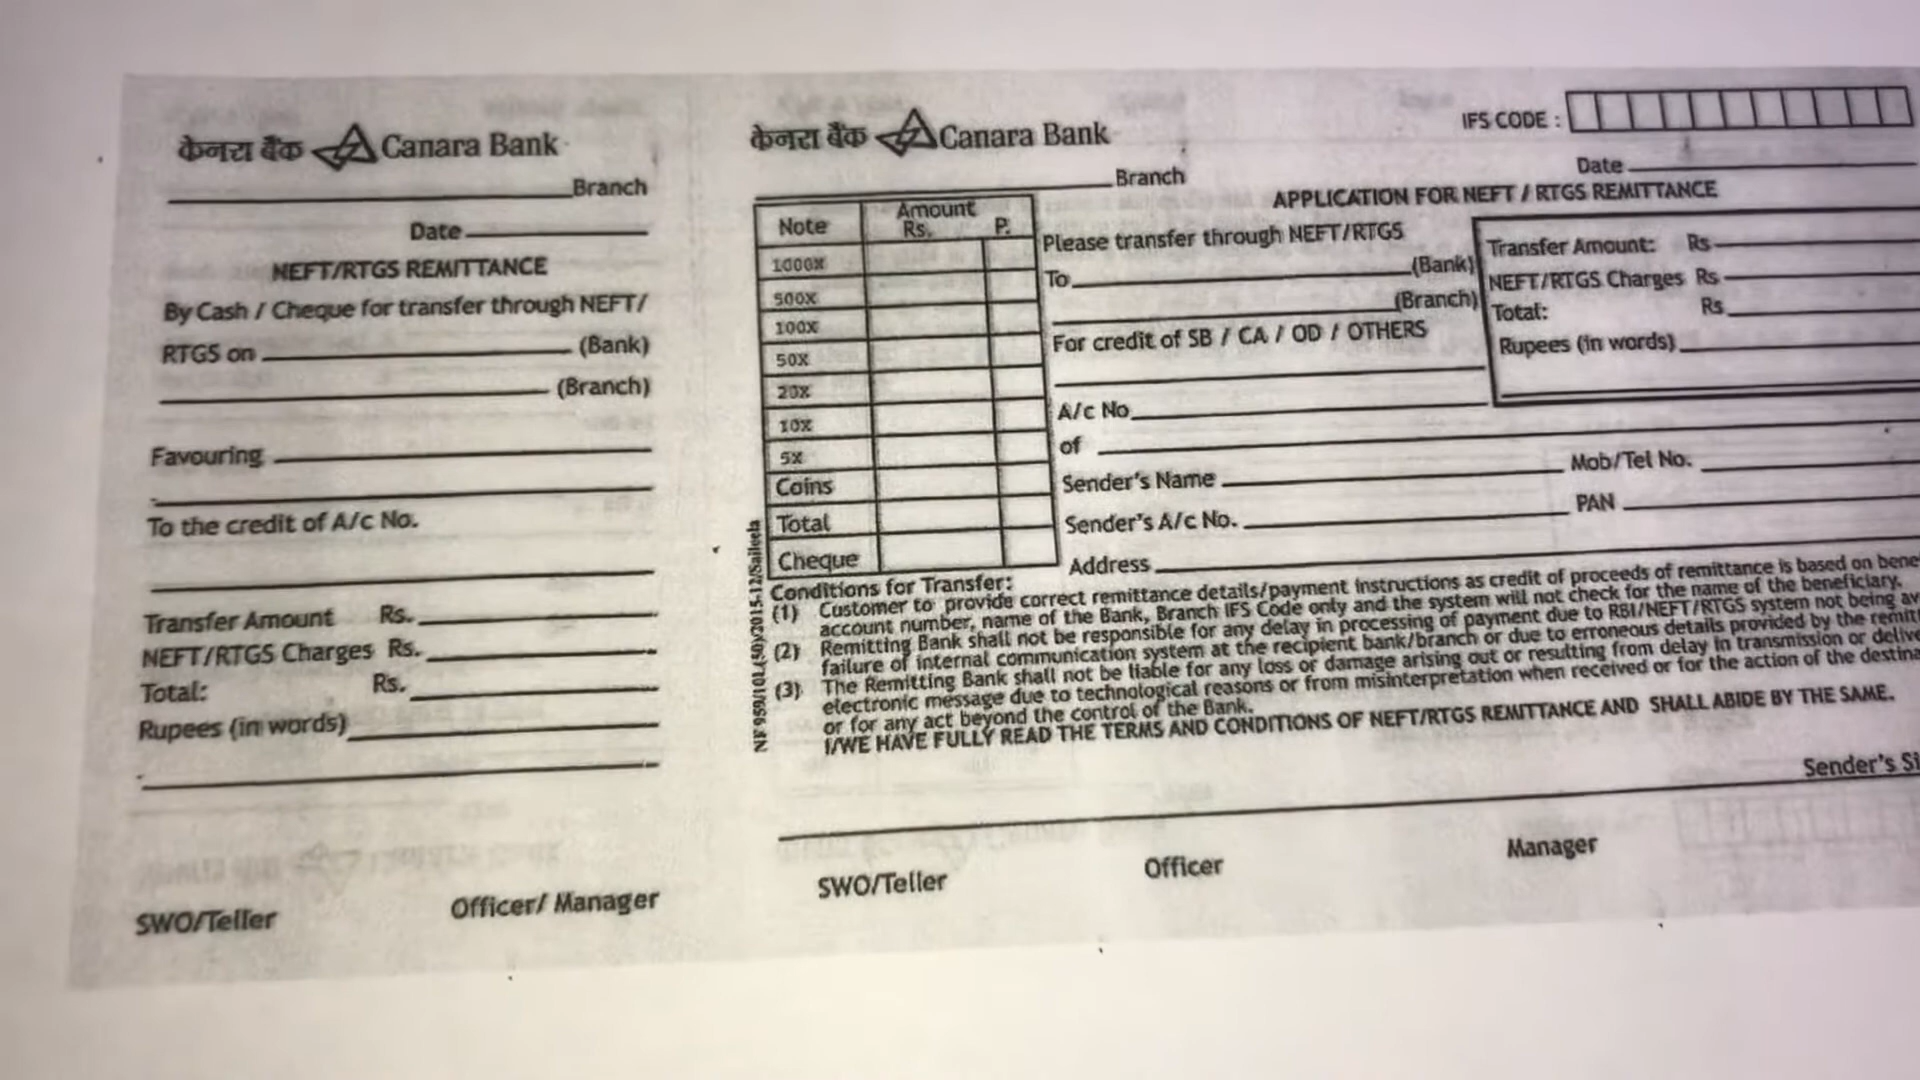 केनरा बैंक Canara Bank
Branch
Date
NEFT/RTGS REMITTANCE
By Cash / Cheque for transfer through NEFT/
RTGS on (Bank)
(Branch)
Favouring
To the credit of A/c No.
Transfer Amount Rs.
NEFT/RTGS Charges Rs.
Total: Rs.
Rupees (in words)
SWO/Teller Officer/ Manager
केनरा बैंक Canara Bank
Branch
IFS CODE :
Date
APPLICATION FOR NEFT / RTGS REMITTANCE
Note Amount
Rs. P.
1000X
500X
100X
50X
20X
10X
5X
Coins
Total
Cheque
Please transfer through NEFT/RTGS
To (Bank)
(Branch)
For credit of SB / CA / OD / OTHERS
A/c No
of
Transfer Amount: Rs
NEFT/RTGS Charges Rs
Total: Rs
Rupees (in words)
Sender's Name Mob/Tel No.
Sender's A/c No. PAN
Address
NF 959/10L(50)/2015-12/Saileela
Conditions for Transfer:
(1) Customer to provide correct remittance details/payment instructions as credit of proceeds of remittance is based on bene
account number, name of the Bank, Branch IFS Code only and the system will not check for the name of the beneficiary.
(2) Remitting Bank shall not be responsible for any delay in processing of payment due to RBI/NEFT/RTGS system not being av
failure of internal communication system at the recipient bank/branch or due to erroneous details provided by the remitt
(3) The Remitting Bank shall not be liable for any loss or damage arising out or resulting from delay in transmission or delive
electronic message due to technological reasons or from misinterpretation when received or for the action of the destina
or for any act beyond the control of the Bank.
I/WE HAVE FULLY READ THE TERMS AND CONDITIONS OF NEFT/RTGS REMITTANCE AND SHALL ABIDE BY THE SAME.
Sender's Si
SWO/Teller Officer Manager